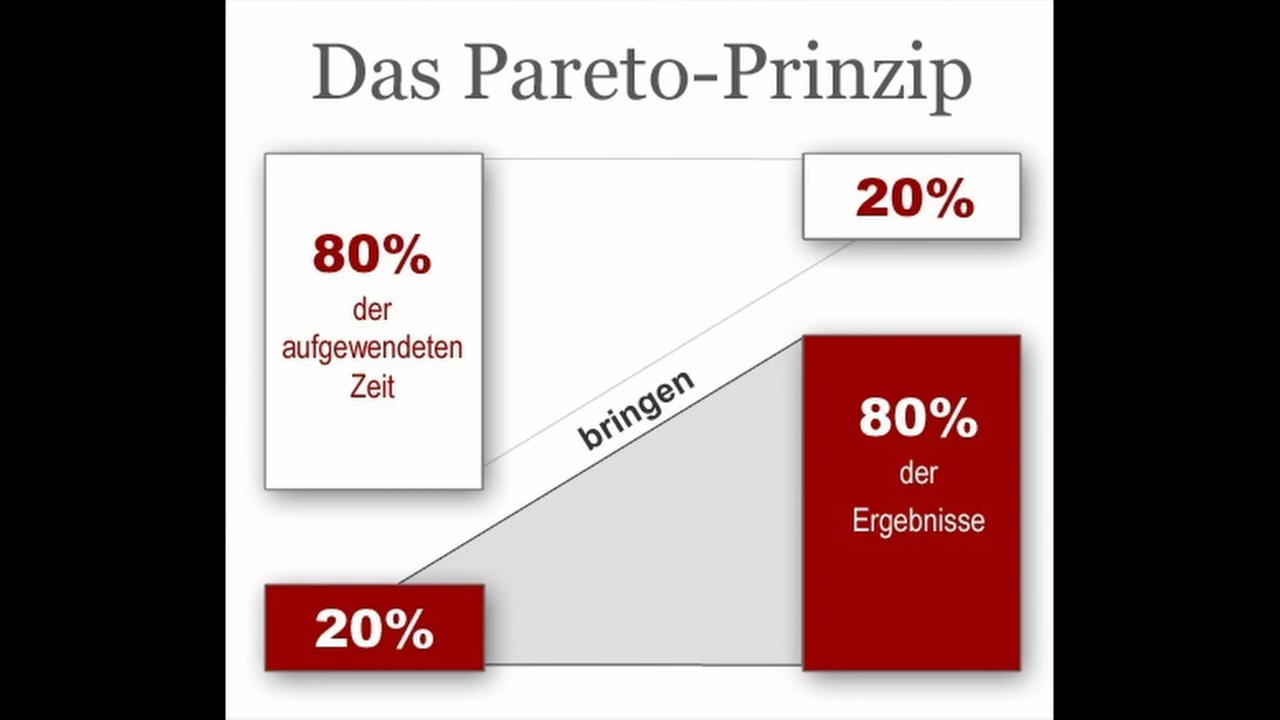 Das Pareto-Prinzip
80%
der
aufgewendeten
Zeit
20%
bringen
20%
80%
der
Ergebnisse